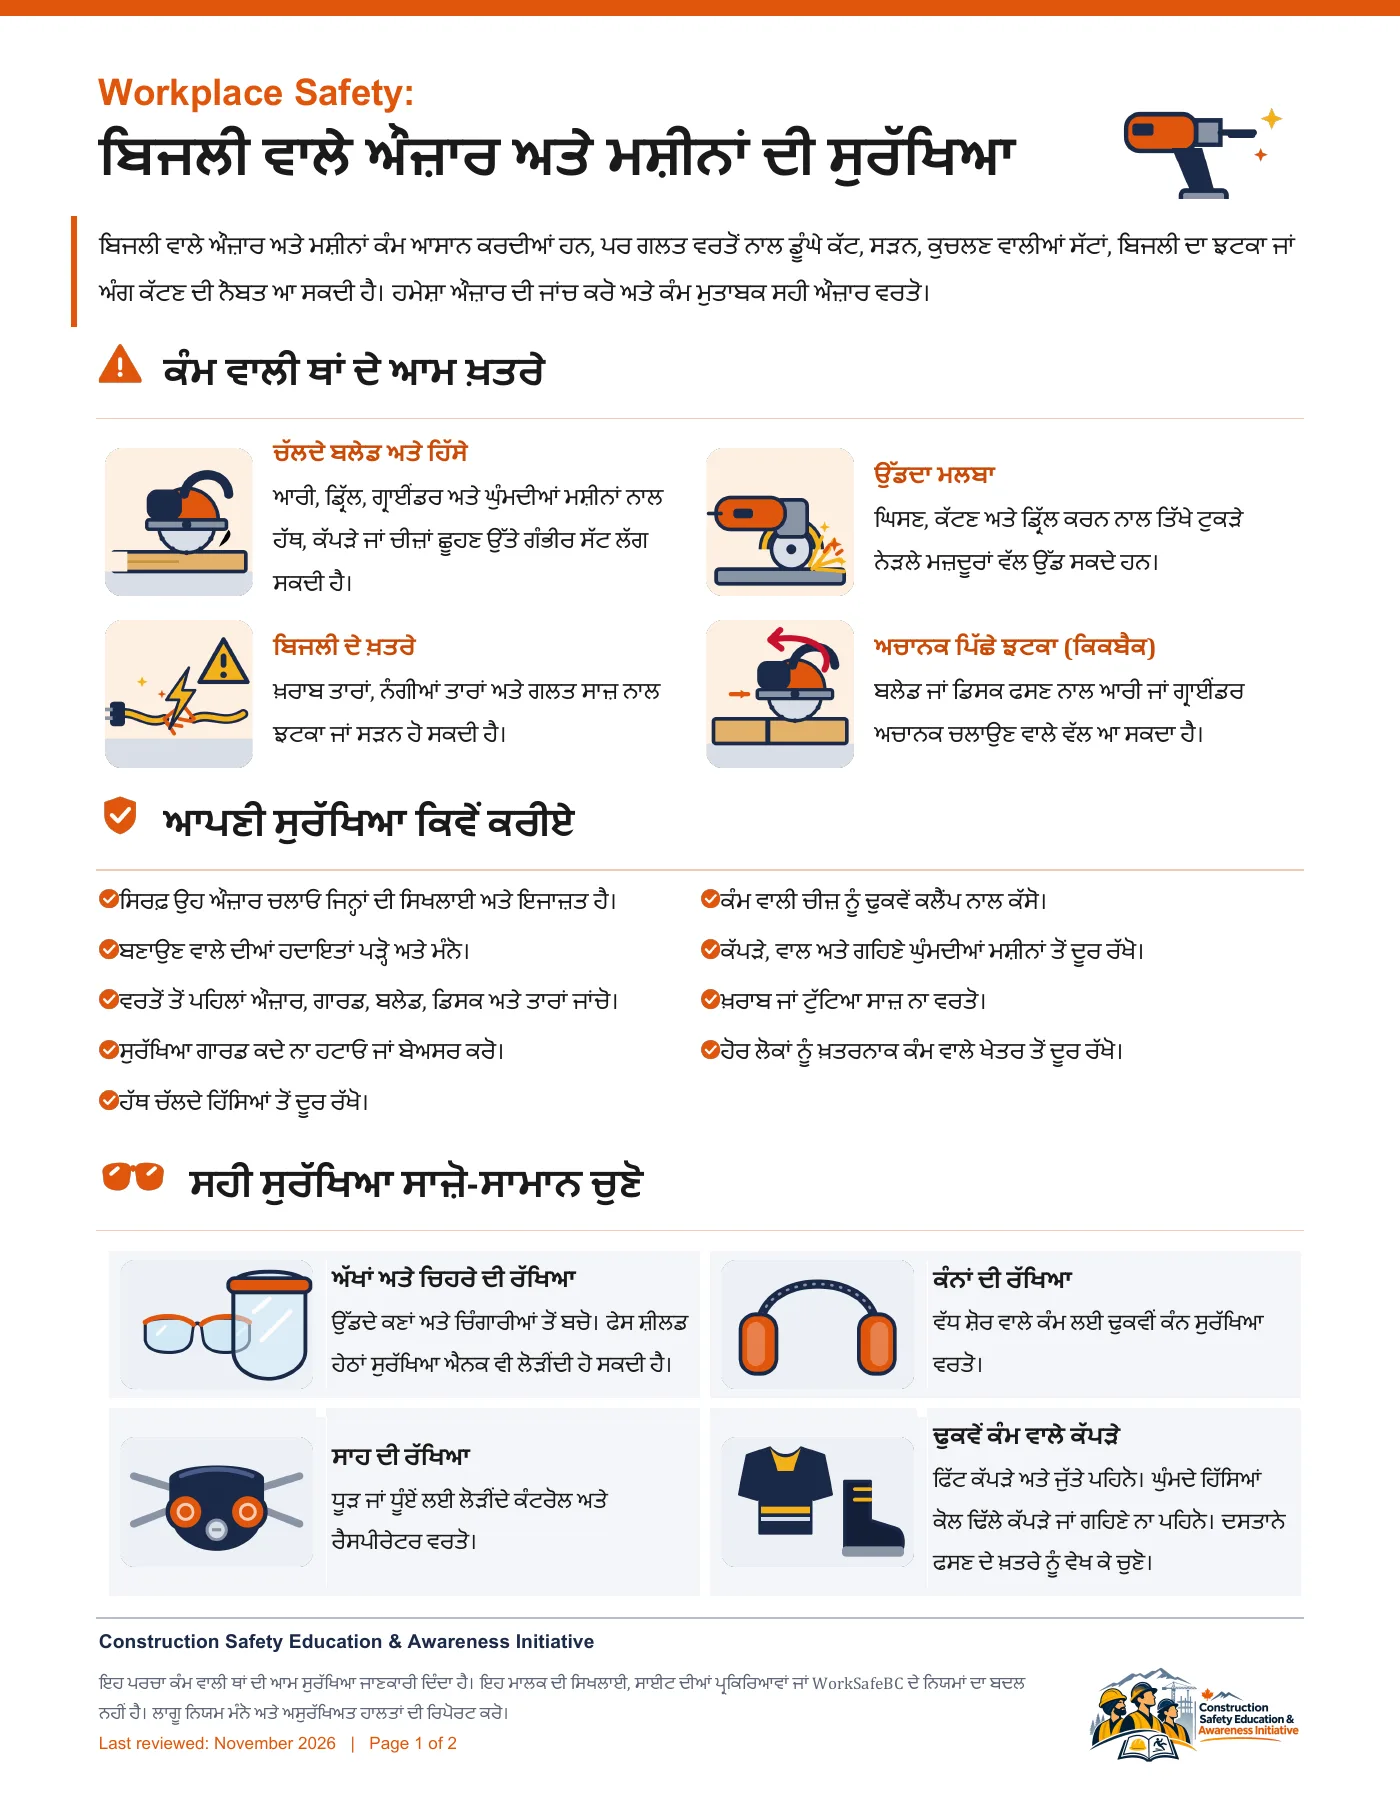 Workplace Safety:
ਬਿਜਲੀ ਵਾਲੇ ਔਜ਼ਾਰ ਅਤੇ ਮਸ਼ੀਨਾਂ ਦੀ ਸੁਰੱਖਿਆ
ਬਿਜਲੀ ਵਾਲੇ ਔਜ਼ਾਰ ਅਤੇ ਮਸ਼ੀਨਾਂ ਕੰਮ ਆਸਾਨ ਕਰਦੀਆਂ ਹਨ, ਪਰ ਗਲਤ ਵਰਤੋਂ ਨਾਲ ਡੂੰਘੇ ਕੱਟ, ਸੜਨ, ਕੁਚਲਣ ਵਾਲੀਆਂ ਸੱਟਾਂ, ਬਿਜਲੀ ਦਾ ਝਟਕਾ ਜਾਂ
ਅੰਗ ਕੱਟਣ ਦੀ ਨੌਬਤ ਆ ਸਕਦੀ ਹੈ। ਹਮੇਸ਼ਾ ਔਜ਼ਾਰ ਦੀ ਜਾਂਚ ਕਰੋ ਅਤੇ ਕੰਮ ਮੁਤਾਬਕ ਸਹੀ ਔਜ਼ਾਰ ਵਰਤੋ।
ਕੰਮ ਵਾਲੀ ਥਾਂ ਦੇ ਆਮ ਖ਼ਤਰੇ
ਚੱਲਦੇ ਬਲੇਡ ਅਤੇ ਹਿੱਸੇ
ਆਰੀ, ਡ੍ਰਿੱਲ, ਗ੍ਰਾਈਂਡਰ ਅਤੇ ਘੁੰਮਦੀਆਂ ਮਸ਼ੀਨਾਂ ਨਾਲ
ਹੱਥ, ਕੱਪੜੇ ਜਾਂ ਚੀਜ਼ਾਂ ਛੂਹਣ ਉੱਤੇ ਗੰਭੀਰ ਸੱਟ ਲੱਗ
ਸਕਦੀ ਹੈ।
ਉੱਡਦਾ ਮਲਬਾ
ਘਿਸਣ, ਕੱਟਣ ਅਤੇ ਡ੍ਰਿੱਲ ਕਰਨ ਨਾਲ ਤਿੱਖੇ ਟੁਕੜੇ
ਨੇੜਲੇ ਮਜ਼ਦੂਰਾਂ ਵੱਲ ਉੱਡ ਸਕਦੇ ਹਨ।
ਬਿਜਲੀ ਦੇ ਖ਼ਤਰੇ
ਖ਼ਰਾਬ ਤਾਰਾਂ, ਨੰਗੀਆਂ ਤਾਰਾਂ ਅਤੇ ਗਲਤ ਸਾਜ਼ ਨਾਲ
ਝਟਕਾ ਜਾਂ ਸੜਨ ਹੋ ਸਕਦੀ ਹੈ।
ਅਚਾਨਕ ਪਿੱਛੇ ਝਟਕਾ (ਕਿਕਬੈਕ)
ਬਲੇਡ ਜਾਂ ਡਿਸਕ ਫਸਣ ਨਾਲ ਆਰੀ ਜਾਂ ਗ੍ਰਾਈਂਡਰ
ਅਚਾਨਕ ਚਲਾਉਣ ਵਾਲੇ ਵੱਲ ਆ ਸਕਦਾ ਹੈ।
ਆਪਣੀ ਸੁਰੱਖਿਆ ਕਿਵੇਂ ਕਰੀਏ
ਸਿਰਫ਼ ਉਹ ਔਜ਼ਾਰ ਚਲਾਓ ਜਿਨ੍ਹਾਂ ਦੀ ਸਿਖਲਾਈ ਅਤੇ ਇਜਾਜ਼ਤ ਹੈ।
ਬਣਾਉਣ ਵਾਲੇ ਦੀਆਂ ਹਦਾਇਤਾਂ ਪੜ੍ਹੋ ਅਤੇ ਮੰਨੋ।
ਵਰਤੋਂ ਤੋਂ ਪਹਿਲਾਂ ਔਜ਼ਾਰ, ਗਾਰਡ, ਬਲੇਡ, ਡਿਸਕ ਅਤੇ ਤਾਰਾਂ ਜਾਂਚੋ।
ਸੁਰੱਖਿਆ ਗਾਰਡ ਕਦੇ ਨਾ ਹਟਾਓ ਜਾਂ ਬੇਅਸਰ ਕਰੋ।
ਹੱਥ ਚੱਲਦੇ ਹਿੱਸਿਆਂ ਤੋਂ ਦੂਰ ਰੱਖੋ।
ਕੰਮ ਵਾਲੀ ਚੀਜ਼ ਨੂੰ ਢੁਕਵੇਂ ਕਲੈਂਪ ਨਾਲ ਕੱਸੋ।
ਕੱਪੜੇ, ਵਾਲ ਅਤੇ ਗਹਿਣੇ ਘੁੰਮਦੀਆਂ ਮਸ਼ੀਨਾਂ ਤੋਂ ਦੂਰ ਰੱਖੋ।
ਖ਼ਰਾਬ ਜਾਂ ਟੁੱਟਿਆ ਸਾਜ਼ ਨਾ ਵਰਤੋ।
ਹੋਰ ਲੋਕਾਂ ਨੂੰ ਖ਼ਤਰਨਾਕ ਕੰਮ ਵਾਲੇ ਖੇਤਰ ਤੋਂ ਦੂਰ ਰੱਖੋ।
ਸਹੀ ਸੁਰੱਖਿਆ ਸਾਜ਼ੋ-ਸਾਮਾਨ ਚੁਣੋ
ਅੱਖਾਂ ਅਤੇ ਚਿਹਰੇ ਦੀ ਰੱਖਿਆ
ਉੱਡਦੇ ਕਣਾਂ ਅਤੇ ਚਿੰਗਾਰੀਆਂ ਤੋਂ ਬਚੋ। ਫੇਸ ਸ਼ੀਲਡ
ਹੇਠਾਂ ਸੁਰੱਖਿਆ ਐਨਕ ਵੀ ਲੋੜੀਂਦੀ ਹੋ ਸਕਦੀ ਹੈ।
ਕੰਨਾਂ ਦੀ ਰੱਖਿਆ
ਵੱਧ ਸ਼ੋਰ ਵਾਲੇ ਕੰਮ ਲਈ ਢੁਕਵੀਂ ਕੰਨ ਸੁਰੱਖਿਆ
ਵਰਤੋ।
ਸਾਹ ਦੀ ਰੱਖਿਆ
ਧੂੜ ਜਾਂ ਧੂੰਏਂ ਲਈ ਲੋੜੀਂਦੇ ਕੰਟਰੋਲ ਅਤੇ
ਰੈਸਪੀਰੇਟਰ ਵਰਤੋ।
ਢੁਕਵੇਂ ਕੰਮ ਵਾਲੇ ਕੱਪੜੇ
ਫਿੱਟ ਕੱਪੜੇ ਅਤੇ ਜੁੱਤੇ ਪਹਿਨੋ। ਘੁੰਮਦੇ ਹਿੱਸਿਆਂ
ਕੋਲ ਢਿੱਲੇ ਕੱਪੜੇ ਜਾਂ ਗਹਿਣੇ ਨਾ ਪਹਿਨੋ। ਦਸਤਾਨੇ
ਫਸਣ ਦੇ ਖ਼ਤਰੇ ਨੂੰ ਵੇਖ ਕੇ ਚੁਣੋ।
Construction Safety Education & Awareness Initiative
ਇਹ ਪਰਚਾ ਕੰਮ ਵਾਲੀ ਥਾਂ ਦੀ ਆਮ ਸੁਰੱਖਿਆ ਜਾਣਕਾਰੀ ਦਿੰਦਾ ਹੈ। ਇਹ ਮਾਲਕ ਦੀ ਸਿਖਲਾਈ, ਸਾਈਟ ਦੀਆਂ ਪ੍ਰਕਿਰਿਆਵਾਂ ਜਾਂ WorkSafeBC ਦੇ ਨਿਯਮਾਂ ਦਾ ਬਦਲ
ਨਹੀਂ ਹੈ। ਲਾਗੂ ਨਿਯਮ ਮੰਨੋ ਅਤੇ ਅਸੁਰੱਖਿਅਤ ਹਾਲਤਾਂ ਦੀ ਰਿਪੋਰਟ ਕਰੋ।
Last reviewed: November 2026 | Page 1 of 2
Construction
Safety Education &
Awareness Initiative